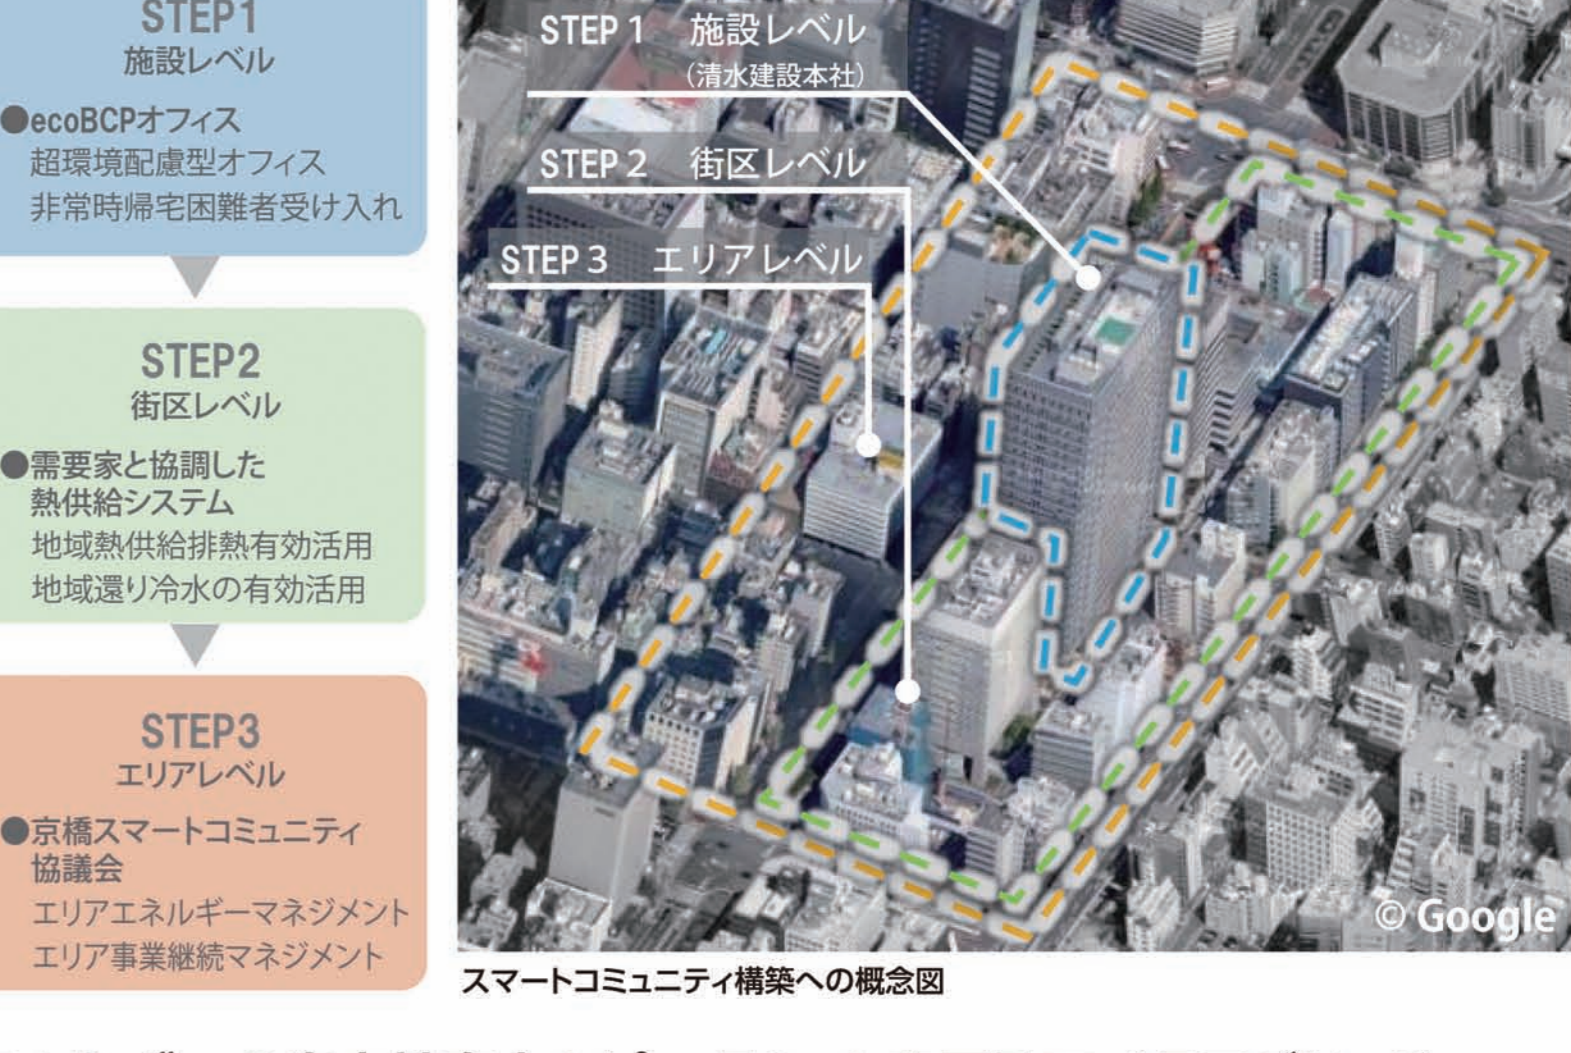 STEP1
施設レベル
●ecoBCPオフィス
超環境配慮型オフィス
非常時帰宅困難者受け入れ
STEP2
街区レベル
●需要家と協調した
熱供給システム
地域熱供給排熱有効活用
地域還り冷水の有効活用
STEP3
エリアレベル
●京橋スマートコミュニティ
協議会
エリアエネルギーマネジメント
エリア事業継続マネジメント
STEP 1 施設レベル
(清水建設本社)
STEP 2 街区レベル
STEP 3 エリアレベル
© Google
スマートコミュニティ構築への概念図